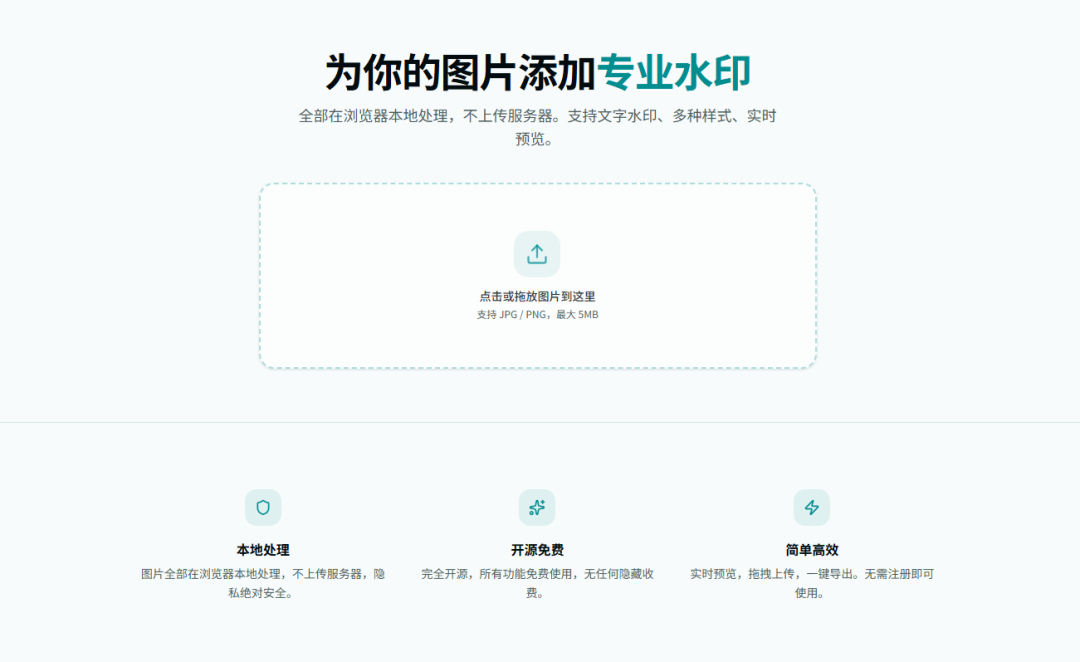 为你的图片添加专业水印
全部在浏览器本地处理，不上传服务器。支持文字水印、多种样式、实时
预览。
点击或拖放图片到这里
支持 JPG / PNG，最大 5MB
本地处理
图片全部在浏览器本地处理，不上传服务器，隐
私绝对安全。
开源免费
完全开源，所有功能免费使用，无任何隐藏收
费。
简单高效
实时预览，拖拽上传，一键导出。无需注册即可
使用。